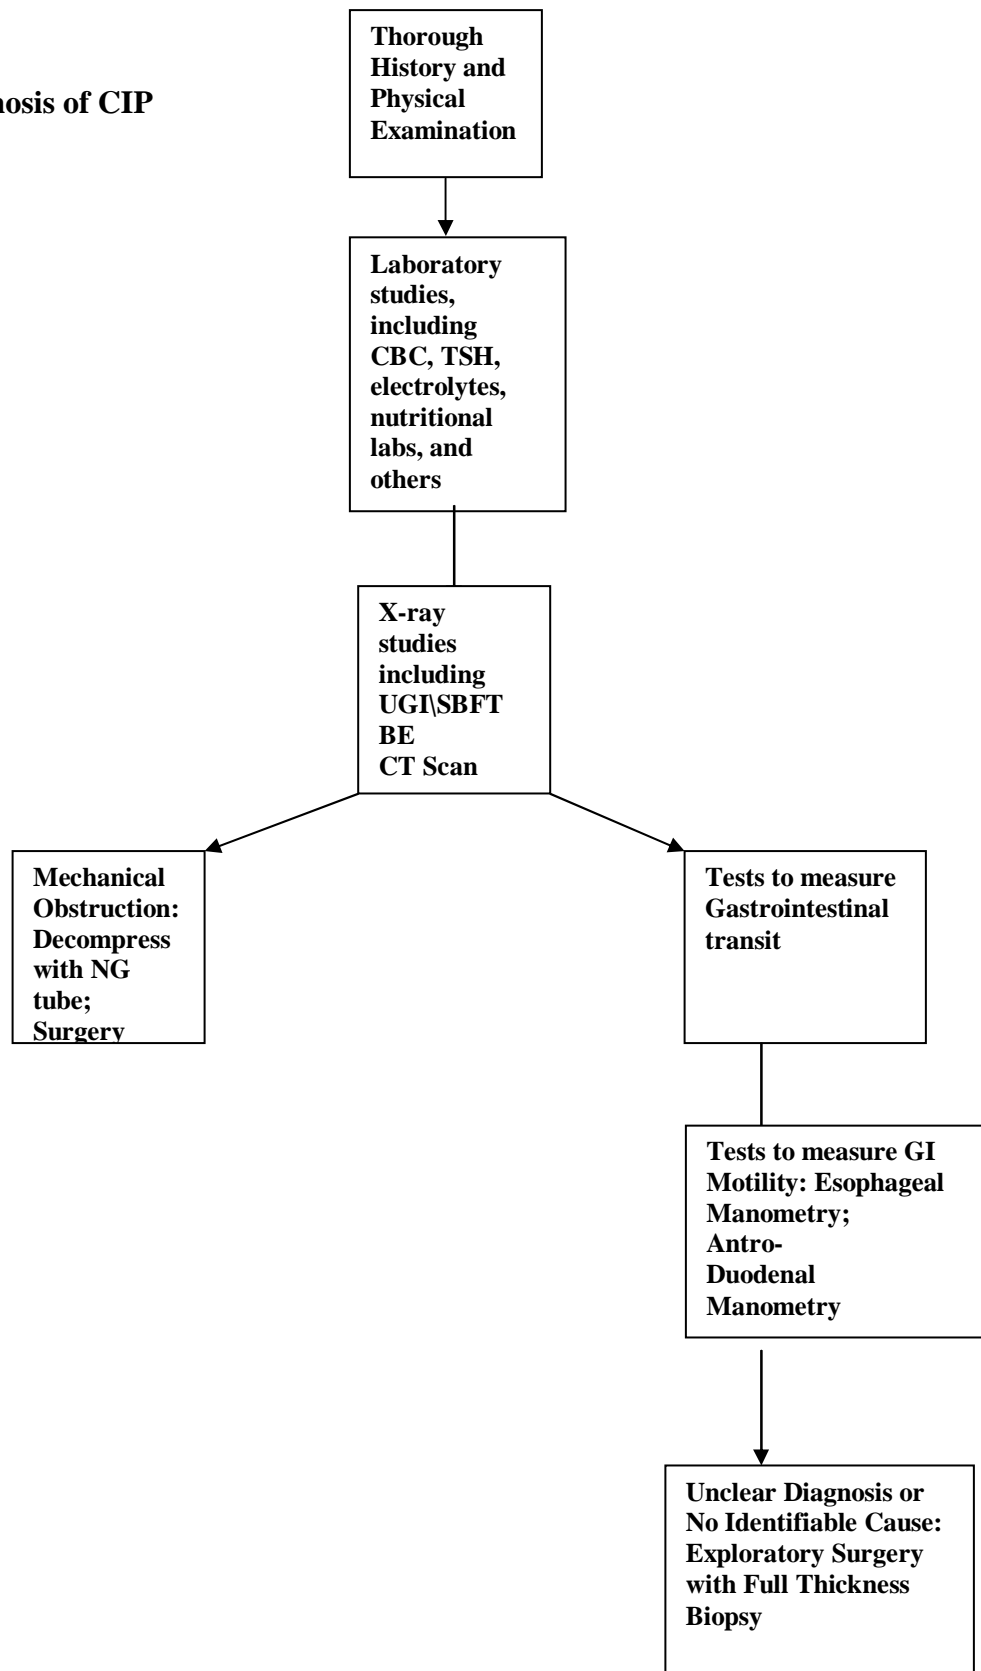 Thorough
History and
Physical
Examination
nosis of CIP
Laboratory
studies,
including
CBC, TSH,
electrolytes,
nutritional
labs, and
others
X-ray
studies
including
UGI\SBFT
BE
CT Scan
Mechanical
Obstruction:
Decompress
with NG
tube;
Surgery
Tests to measure
Gastrointestinal
transit
Tests to measure GI
Motility: Esophageal
Manometry;
Antro-
Duodenal
Manometry
Unclear Diagnosis or
No Identifiable Cause:
Exploratory Surgery
with Full Thickness
Biopsy